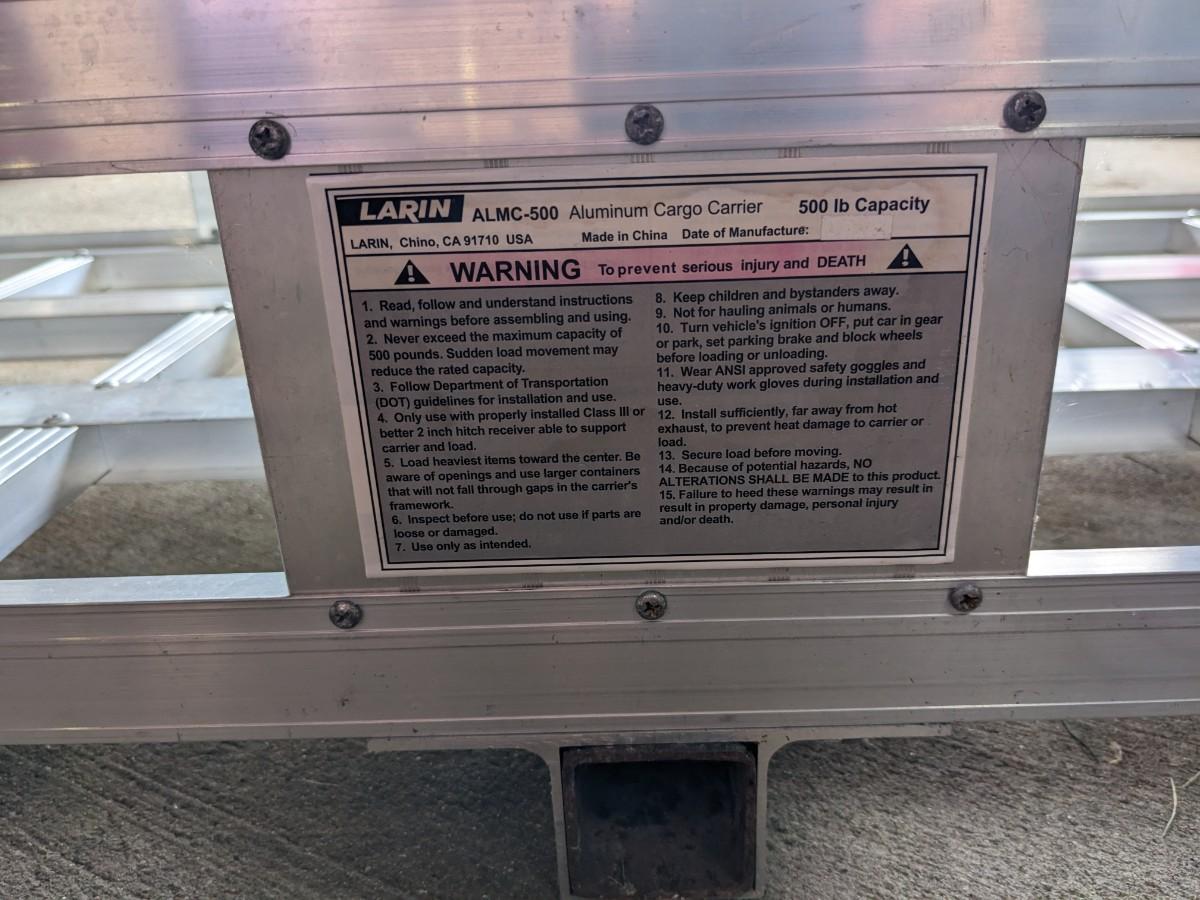 LARIN ALMC-500 Aluminum Cargo Carrier 500 lb Capacity
LARIN, Chino, CA 91710 USA Made in China Date of Manufacture:
WARNING To prevent serious injury and DEATH
1. Read, follow and understand instructions
and warnings before assembling and using.
2. Never exceed the maximum capacity of
500 pounds. Sudden load movement may
reduce the rated capacity.
3. Follow Department of Transportation
(DOT) guidelines for installation and use.
4. Only use with properly installed Class III or
better 2 inch hitch receiver able to support
carrier and load.
5. Load heaviest items toward the center. Be
aware of openings and use larger containers
that will not fall through gaps in the carrier's
framework.
6. Inspect before use; do not use if parts are
loose or damaged.
7. Use only as intended.
8. Keep children and bystanders away.
9. Not for hauling animals or humans.
10. Turn vehicle's ignition OFF, put car in gear
or park, set parking brake and block wheels
before loading or unloading.
11. Wear ANSI approved safety goggles and
heavy-duty work gloves during installation and
use.
12. Install sufficiently, far away from hot
exhaust, to prevent heat damage to carrier or
load.
13. Secure load before moving.
14. Because of potential hazards, NO
ALTERATIONS SHALL BE MADE to this product.
15. Failure to heed these warnings may result in
result in property damage, personal injury
and/or death.